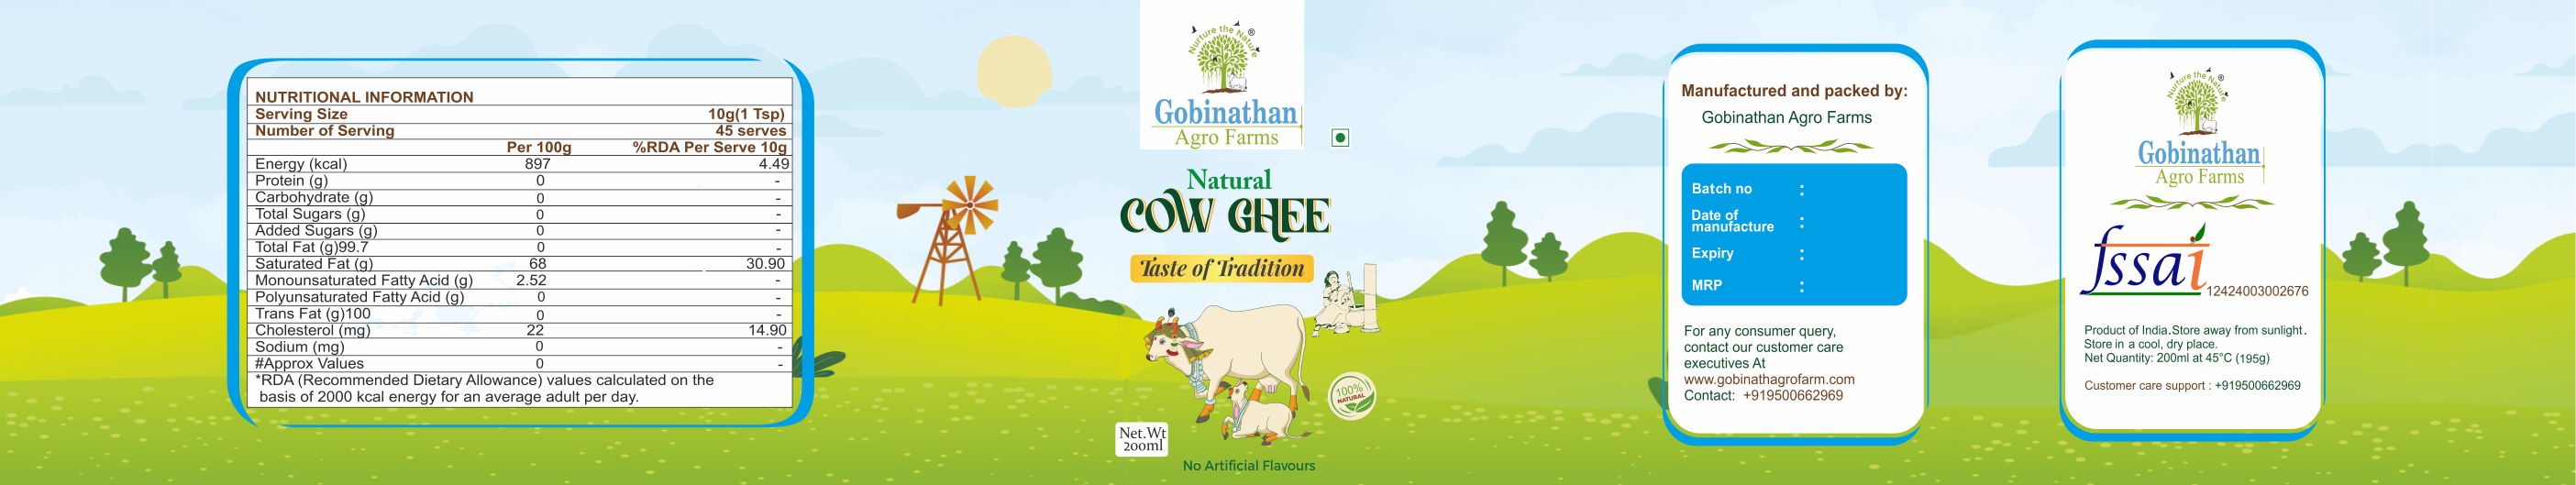 NUTRITIONAL INFORMATION
Serving Size 10g(1 Tsp)
Number of Serving 45 serves
Per 100g %RDA Per Serve 10g
Energy (kcal) 897 4.49
Protein (g) 0 -
Carbohydrate (g) 0 -
Total Sugars (g) 0 -
Added Sugars (g) 0 -
Total Fat (g)99.7 0 -
Saturated Fat (g) 68 30.90
Monounsaturated Fatty Acid (g) 2.52 -
Polyunsaturated Fatty Acid (g) 0 -
Trans Fat (g)100 0 -
Cholesterol (mg) 22 14.90
Sodium (mg) 0 -
#Approx Values 0 -
*RDA (Recommended Dietary Allowance) values calculated on the
basis of 2000 kcal energy for an average adult per day.
Nurture the Nature ®
Gobinathan
Agro Farms
Natural
COW GHEE
Taste of Tradition
100%
NATURAL
Net.Wt
200ml
No Artificial Flavours
Manufactured and packed by:
Gobinathan Agro Farms
Batch no :
Date of
manufacture :
Expiry :
MRP :
For any consumer query,
contact our customer care
executives At
www.gobinathagrofarm.com
Contact: +919500662969
Nurture the Nature ®
Gobinathan
Agro Farms
fssai
12424003002676
Product of India.Store away from sunlight.
Store in a cool, dry place.
Net Quantity: 200ml at 45°C (195g)
Customer care support : +919500662969